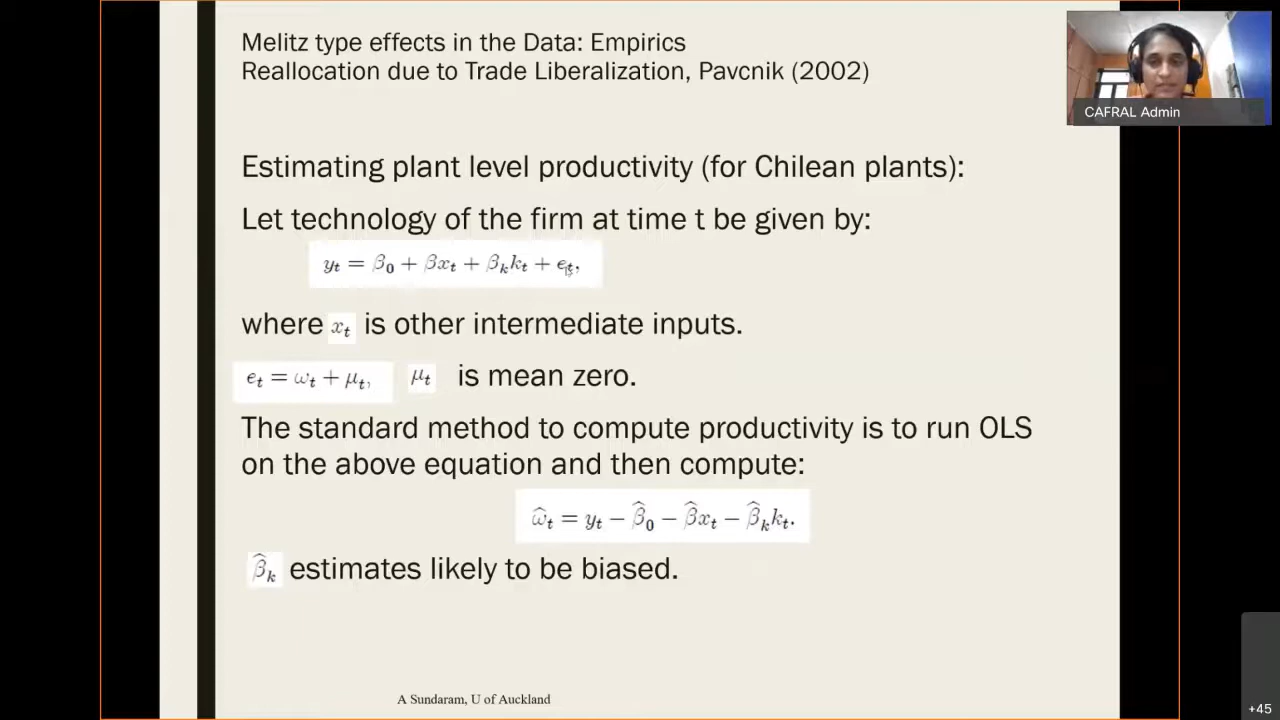 Melitz type effects in the Data: Empirics
Reallocation due to Trade Liberalization, Pavcnik (2002)
CAFRAL Admin
Estimating plant level productivity (for Chilean plants):
Let technology of the firm at time t be given by:
yₜ = β₀ + βxₜ + βₖkₜ + eₜ,
where xₜ is other intermediate inputs.
eₜ = ωₜ + μₜ, μₜ is mean zero.
The standard method to compute productivity is to run OLS
on the above equation and then compute:
ω̂ₜ = yₜ − β̂₀ − β̂xₜ − β̂ₖkₜ.
β̂ₖ estimates likely to be biased.
A Sundaram, U of Auckland
+45